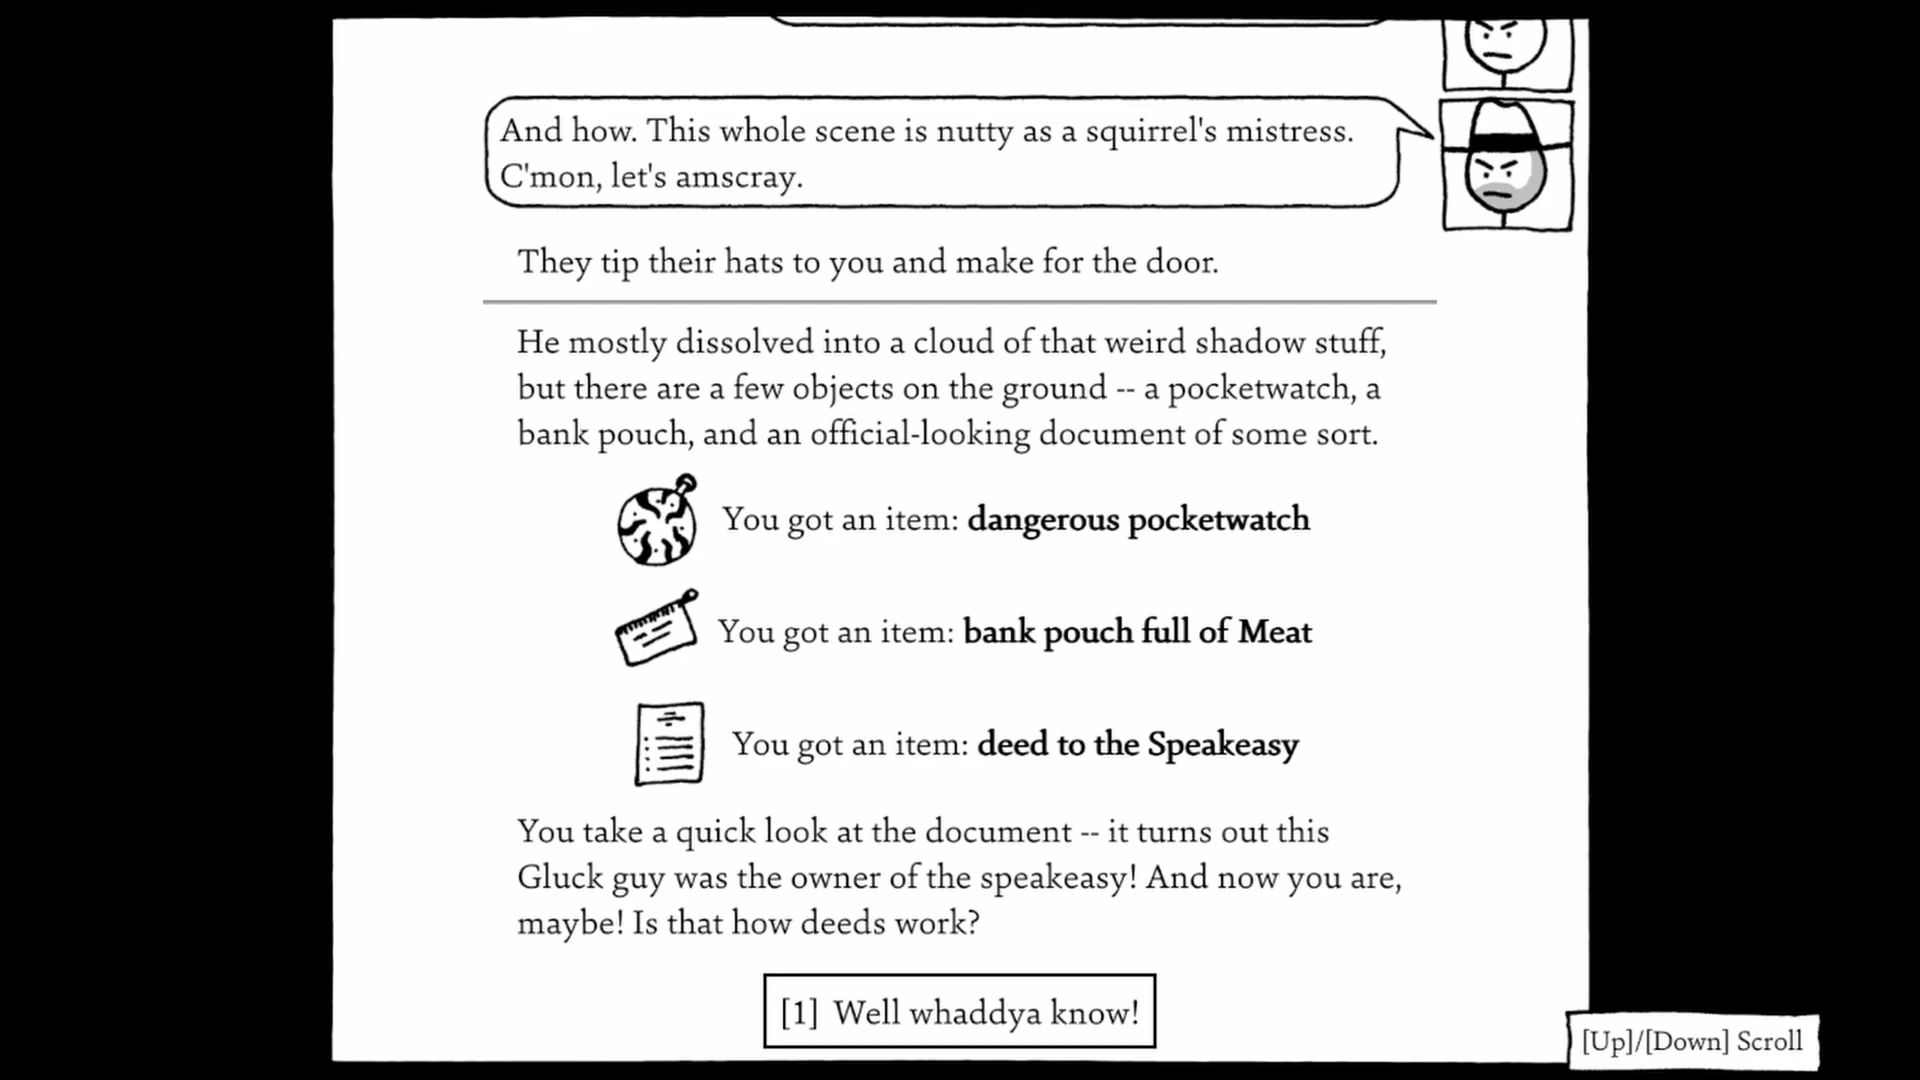 And how. This whole scene is nutty as a squirrel's mistress.
C'mon, let's amscray.
They tip their hats to you and make for the door.
He mostly dissolved into a cloud of that weird shadow stuff,
but there are a few objects on the ground -- a pocketwatch, a
bank pouch, and an official-looking document of some sort.
You got an item: dangerous pocketwatch
You got an item: bank pouch full of Meat
You got an item: deed to the Speakeasy
You take a quick look at the document -- it turns out this
Gluck guy was the owner of the speakeasy! And now you are,
maybe! Is that how deeds work?
[1] Well whaddya know!
[Up]/[Down] Scroll